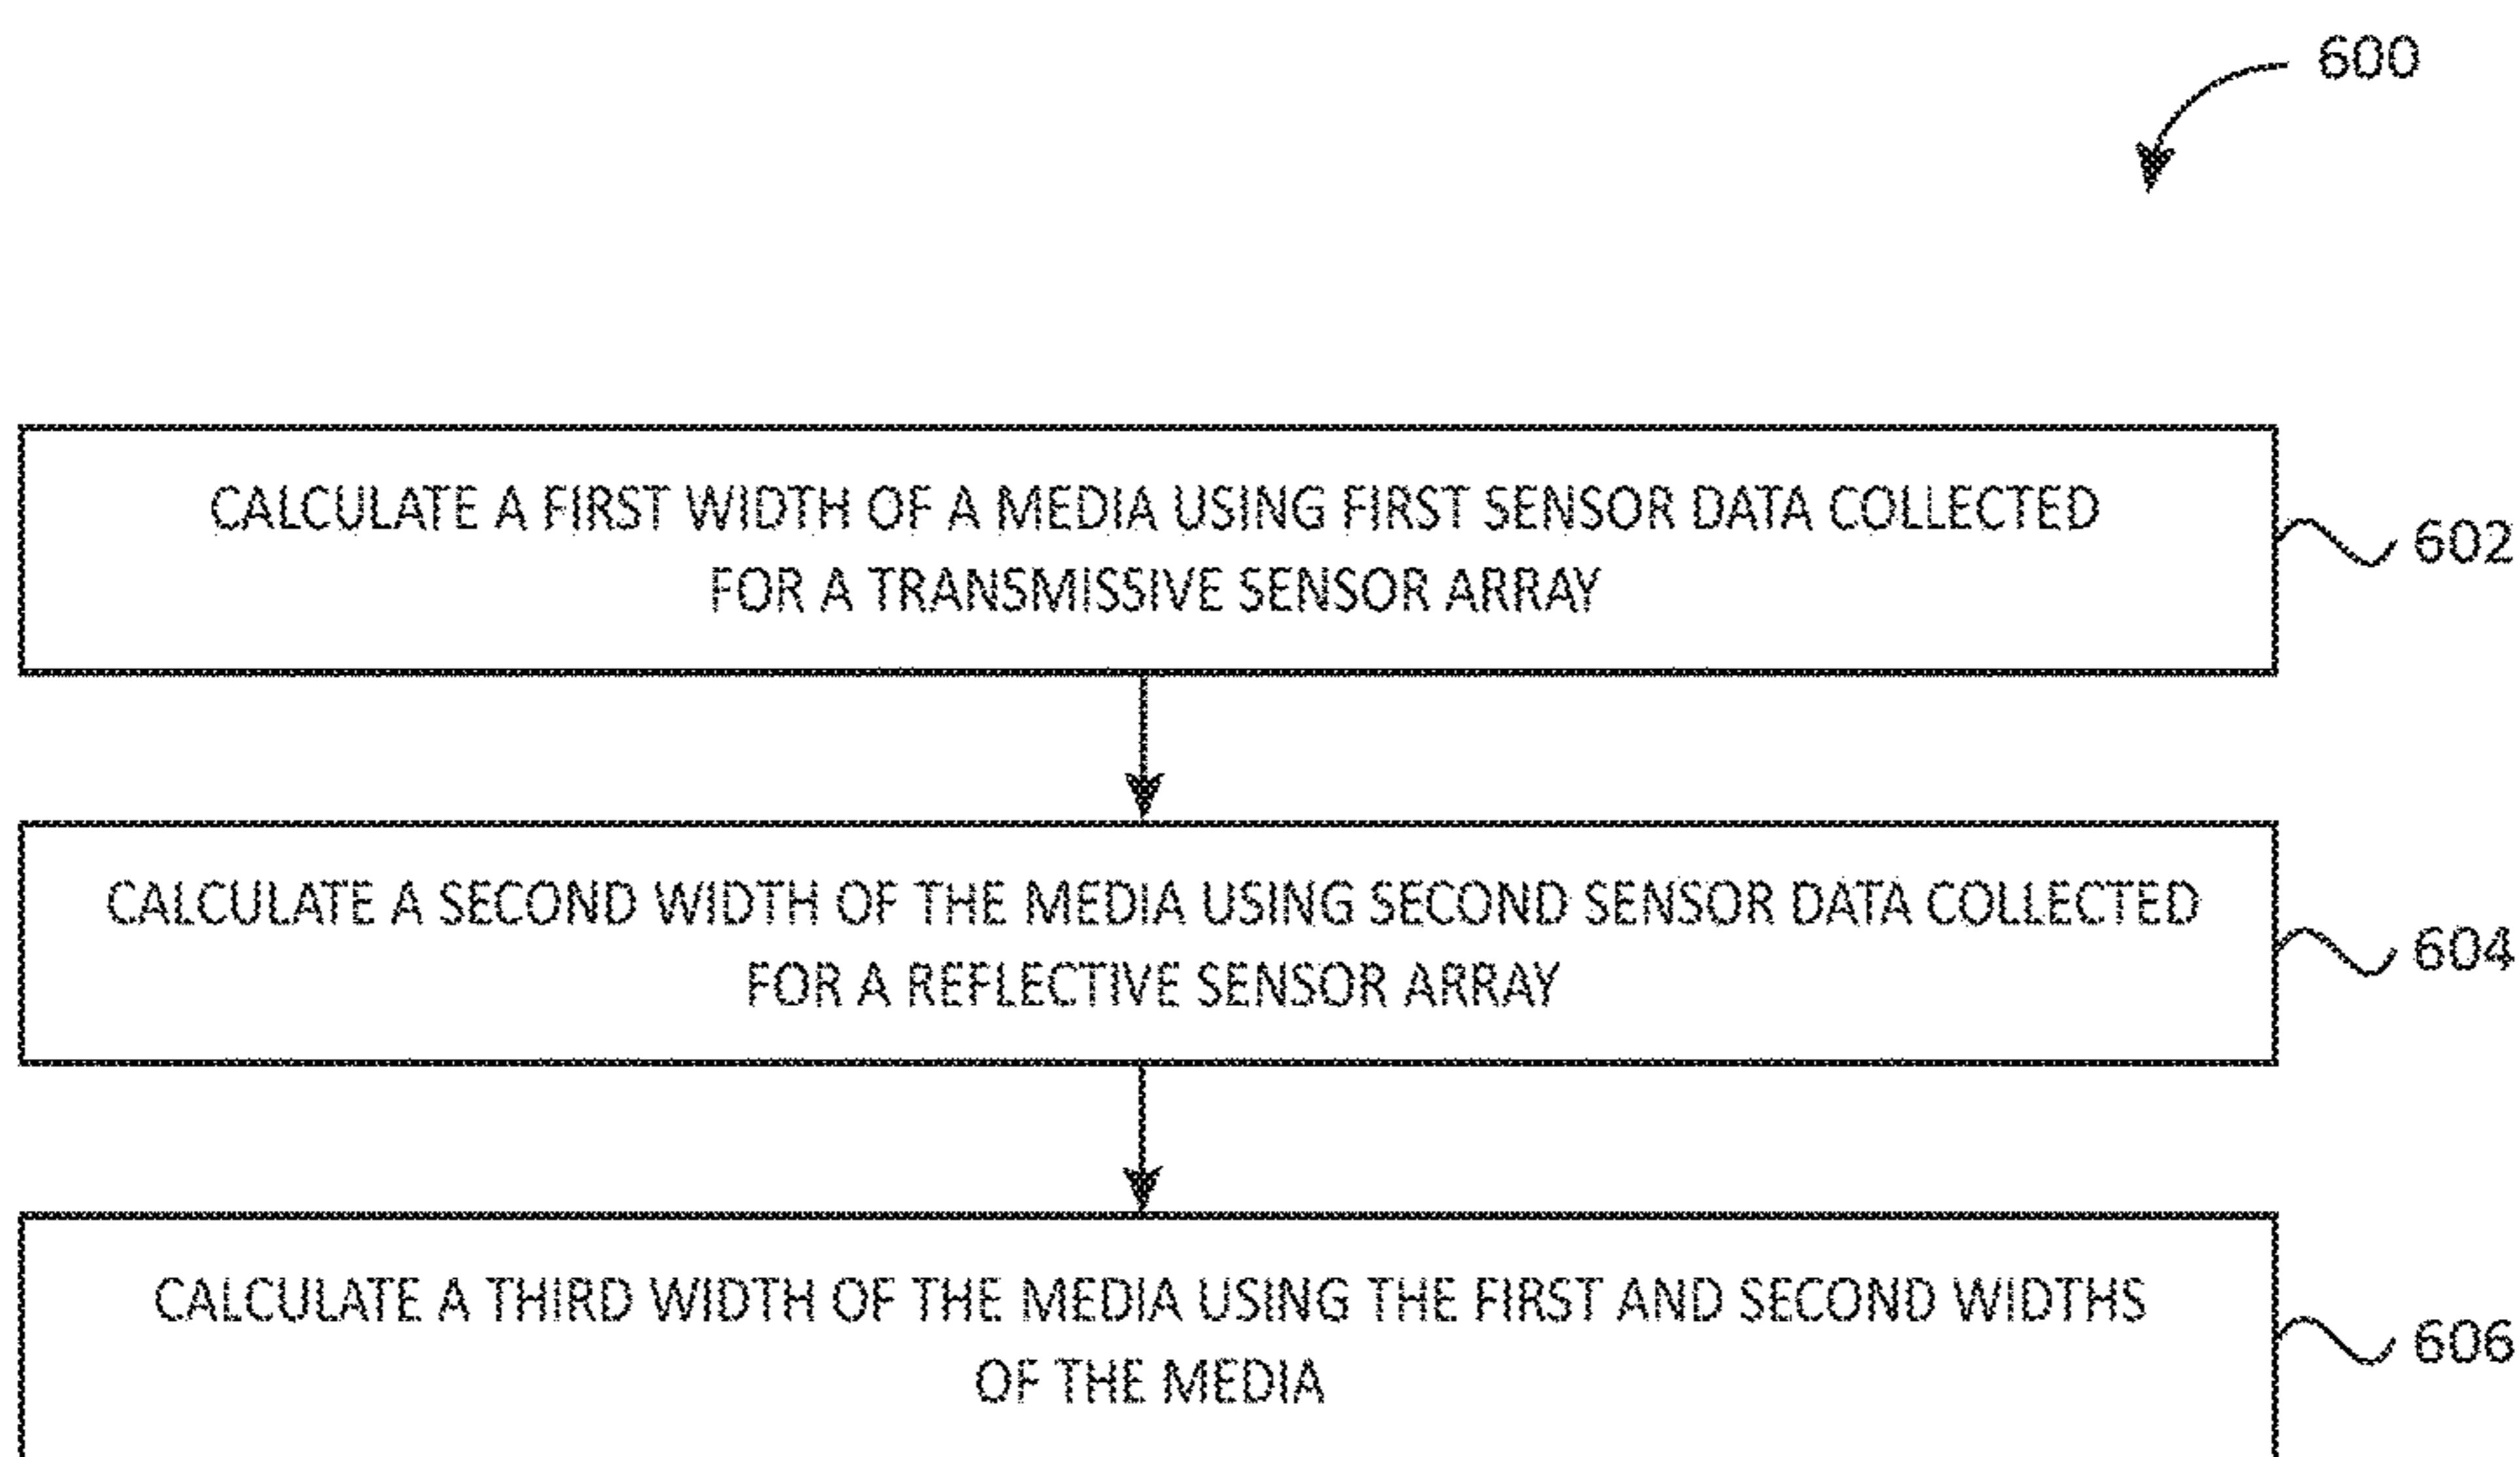 600
CALCULATE A FIRST WIDTH OF A MEDIA USING FIRST SENSOR DATA COLLECTED
FOR A TRANSMISSIVE SENSOR ARRAY
602
CALCULATE A SECOND WIDTH OF THE MEDIA USING SECOND SENSOR DATA COLLECTED
FOR A REFLECTIVE SENSOR ARRAY
604
CALCULATE A THIRD WIDTH OF THE MEDIA USING THE FIRST AND SECOND WIDTHS
OF THE MEDIA
606